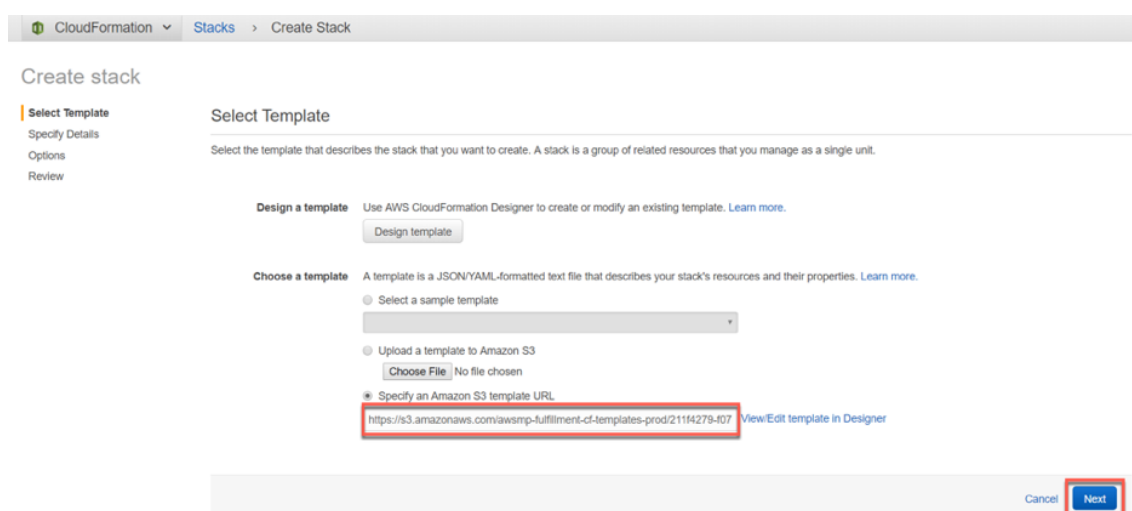 CloudFormation Stacks > Create Stack
Create stack
Select Template
Specify Details
Options
Review
Select Template
Select the template that describes the stack that you want to create. A stack is a group of related resources that you manage as a single unit.
Design a template Use AWS CloudFormation Designer to create or modify an existing template. Learn more.
Design template
Choose a template A template is a JSON/YAML-formatted text file that describes your stack's resources and their properties. Learn more.
Select a sample template
Upload a template to Amazon S3
Choose File No file chosen
Specify an Amazon S3 template URL
https://s3.amazonaws.com/awsmp-fulfillment-cf-templates-prod/211f4279-f07 View/Edit template in Designer
Cancel Next